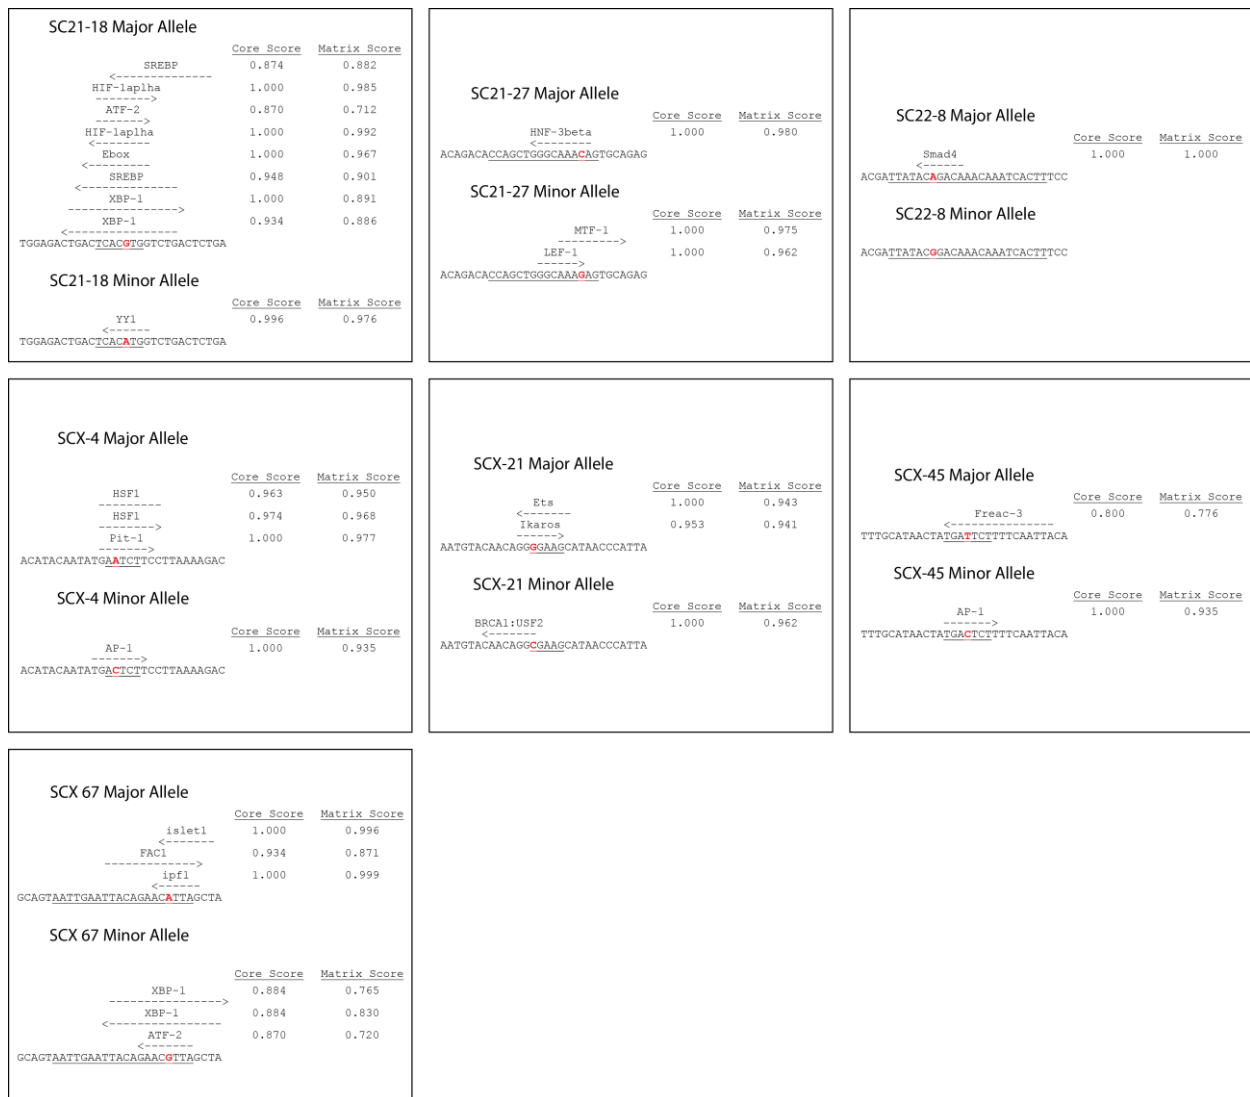 SC21-18 Major Allele
Core Score Matrix Score
SREBP 0.874 0.882
<--------------
HIF-1aplha 1.000 0.985
-------->
ATF-2 0.870 0.712
------->
HIF-1aplha 1.000 0.992
<--------
Ebox 1.000 0.967
<---------
SREBP 0.948 0.901
<--------------
XBP-1 1.000 0.891
---------------->
XBP-1 0.934 0.886
<----------------
TGGAGACTGACTCACGTGGTCTGACTCTGA
SC21-18 Minor Allele
Core Score Matrix Score
YY1 0.996 0.976
<------
TGGAGACTGACTCACATGGTCTGACTCTGA
SC21-27 Major Allele
Core Score Matrix Score
HNF-3beta 1.000 0.980
<--------
ACAGACACCAGCTGGGCAAACAGTGCAGAG
SC21-27 Minor Allele
Core Score Matrix Score
MTF-1 1.000 0.975
--------->
LEF-1 1.000 0.962
------>
ACAGACACCAGCTGGGCAAAGAGTGCAGAG
SC22-8 Major Allele
Core Score Matrix Score
Smad4 1.000 1.000
<------
ACGATTATACAGACAAACAAATCACTTTCC
SC22-8 Minor Allele
ACGATTATACGGACAAACAAATCACTTTCC
SCX-4 Major Allele
Core Score Matrix Score
HSF1 0.963 0.950
---------
HSF1 0.974 0.968
-------->
Pit-1 1.000 0.977
------->
ACATACAATATGAATCTTCCTTAAAAGAC
SCX-4 Minor Allele
Core Score Matrix Score
AP-1 1.000 0.935
------->
ACATACAATATGACTCTTCCTTAAAAGAC
SCX-21 Major Allele
Core Score Matrix Score
Ets 1.000 0.943
<-------
Ikaros 0.953 0.941
------->
AATGTACAACAGGGGAAGCATAACCCATTA
SCX-21 Minor Allele
Core Score Matrix Score
BRCA1:USF2 1.000 0.962
<-------
AATGTACAACAGGCGAAGCATAACCCATTA
SCX-45 Major Allele
Core Score Matrix Score
Freac-3 0.800 0.776
<---------------
TTTGCATAACTATGATTCTTTTCAATTACA
SCX-45 Minor Allele
Core Score Matrix Score
AP-1 1.000 0.935
------->
TTTGCATAACTATGACTCTTTTCAATTACA
SCX 67 Major Allele
Core Score Matrix Score
islet1 1.000 0.996
<-------
FAC1 0.934 0.871
------------->
ipf1 1.000 0.999
<------
GCAGTAATTGAATTACAGAACATTAGCTA
SCX 67 Minor Allele
Core Score Matrix Score
XBP-1 0.884 0.765
---------------->
XBP-1 0.884 0.830
<----------------
ATF-2 0.870 0.720
<-------
GCAGTAATTGAATTACAGAACGTTAGCTA